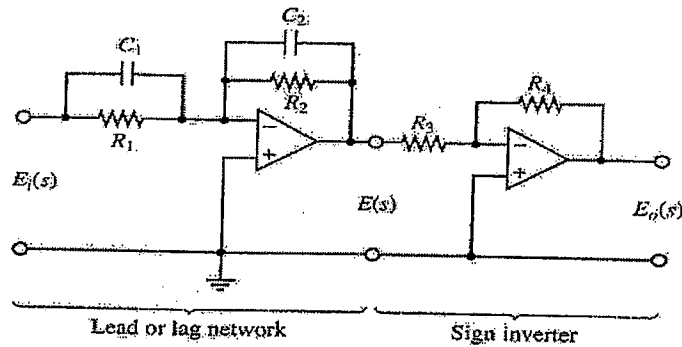 C₂
C₁
R₂
R₄
R₁
R₃
−
+
−
+
Eᵢ(s)
E(s)
Eₒ(s)
Lead or lag network
Sign inverter